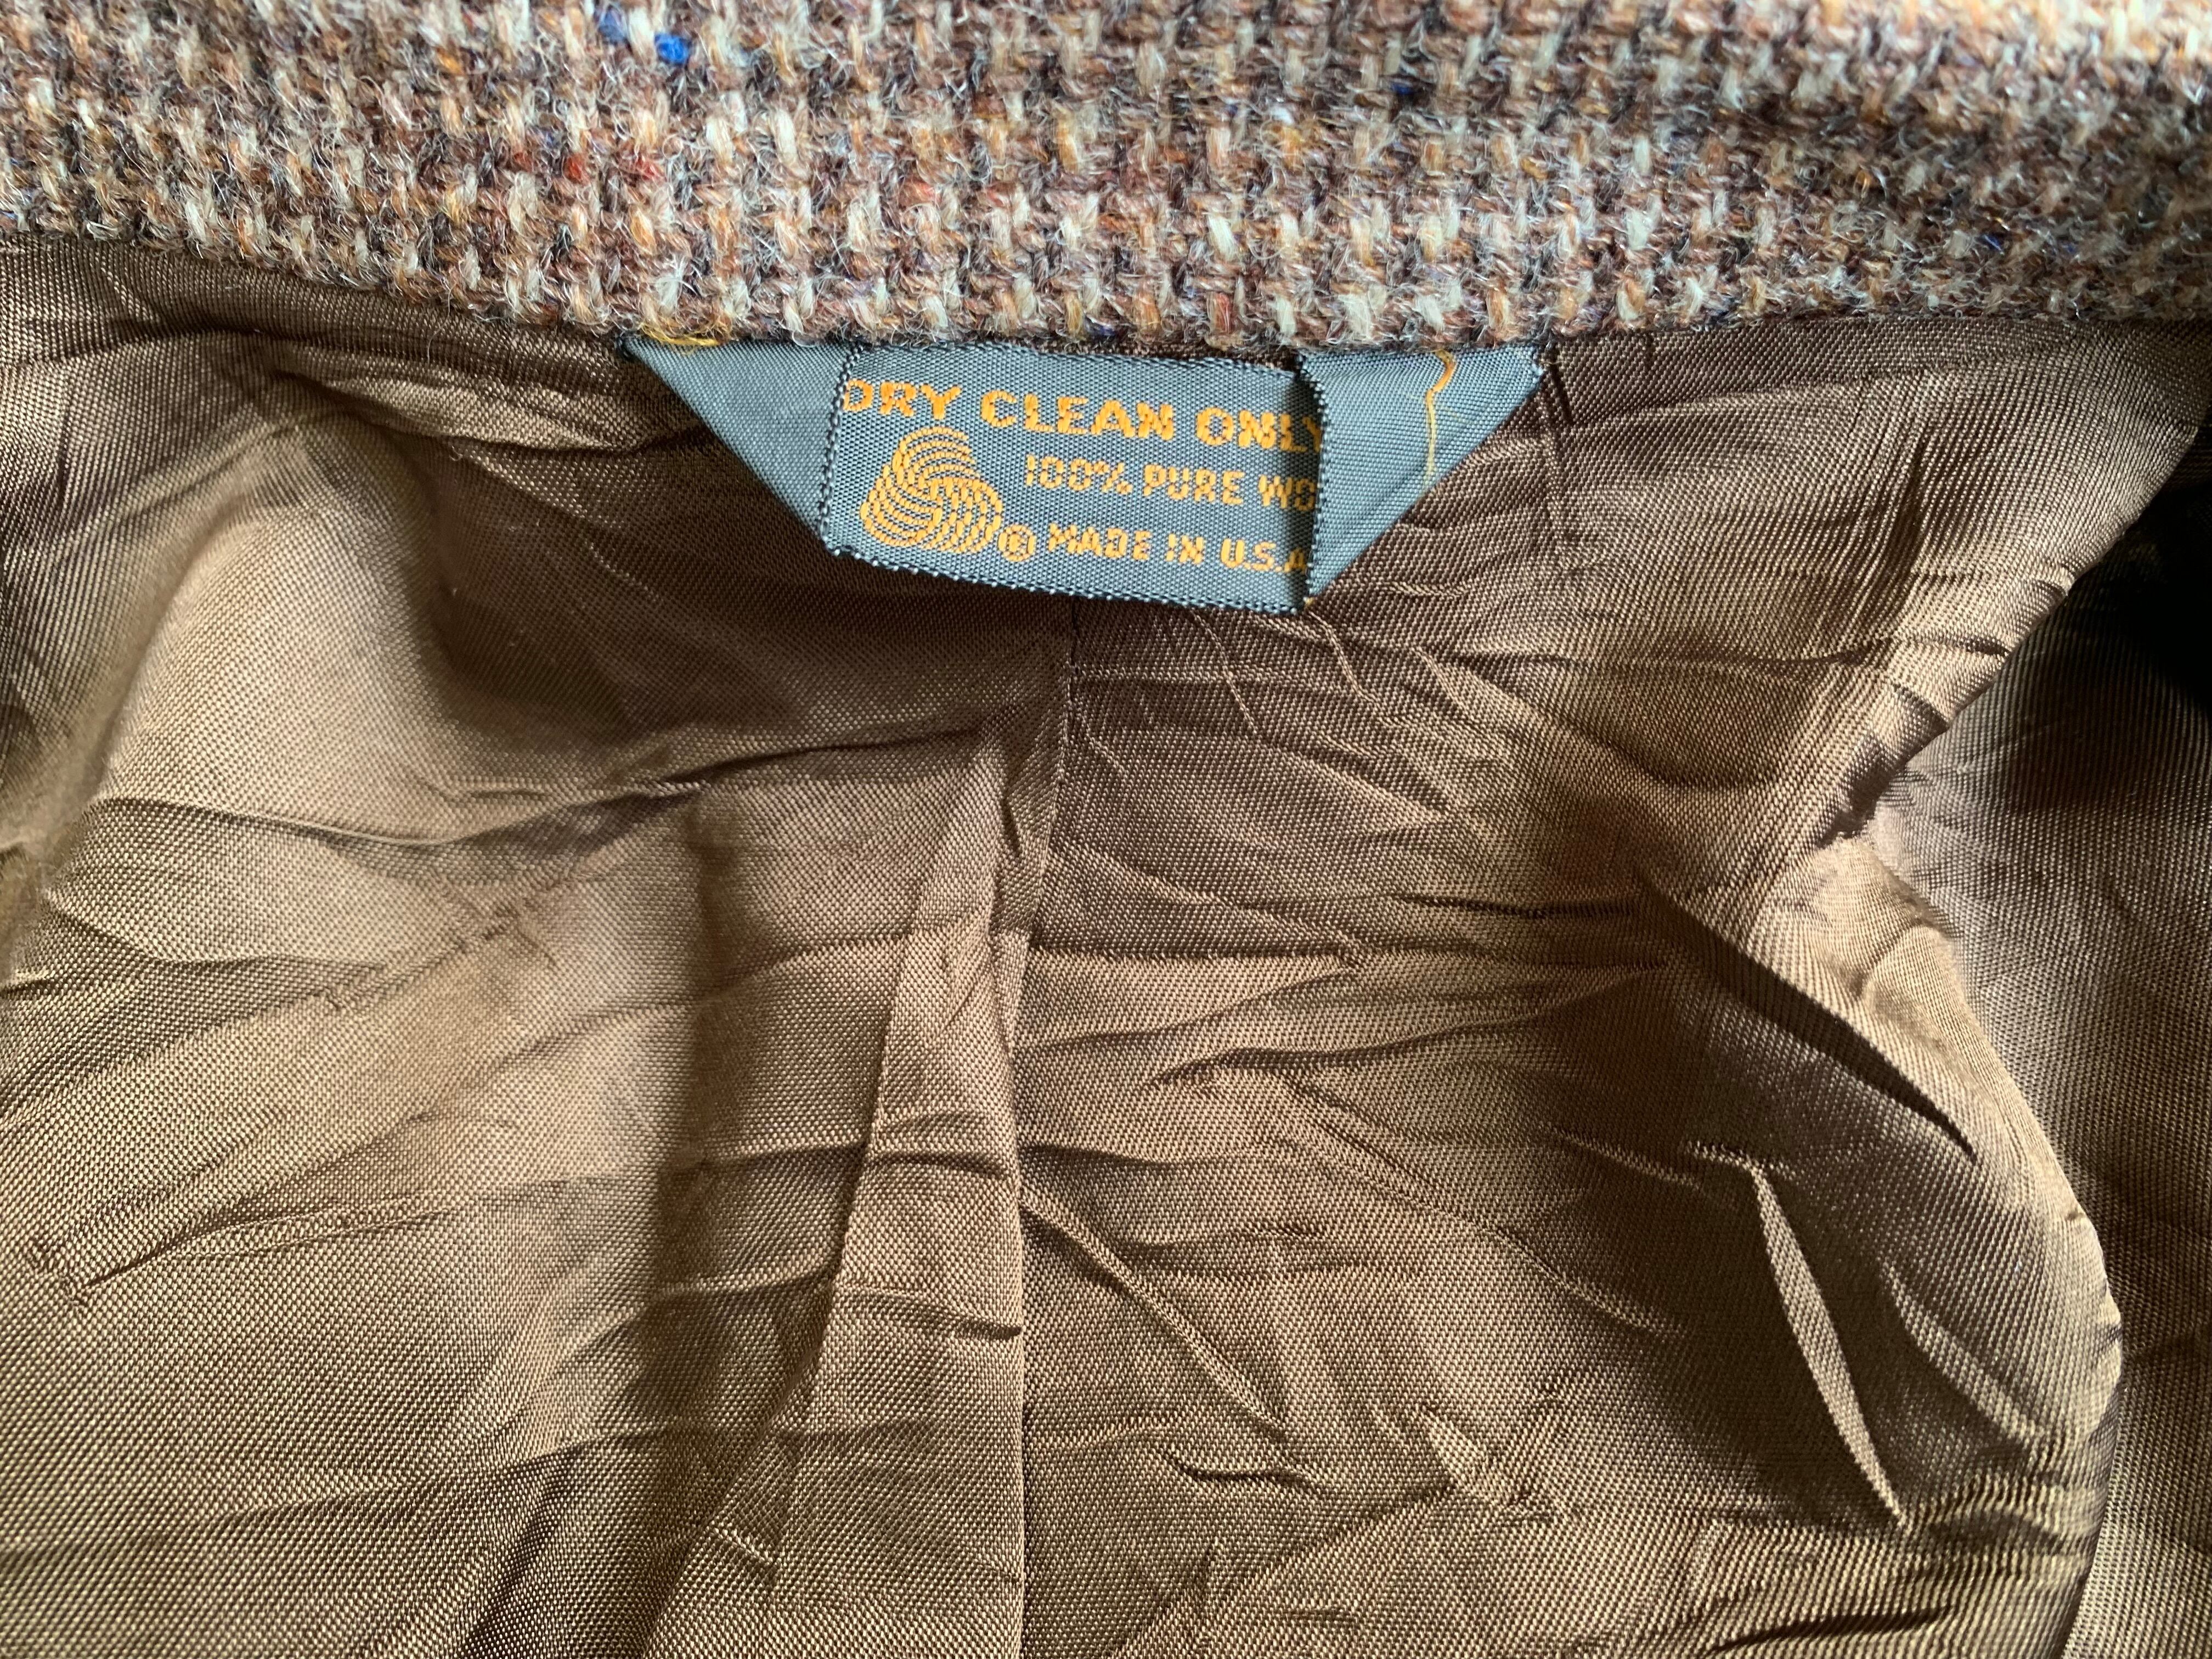 DRY CLEAN ONLY
100% PURE WO
® MADE IN U.S.A